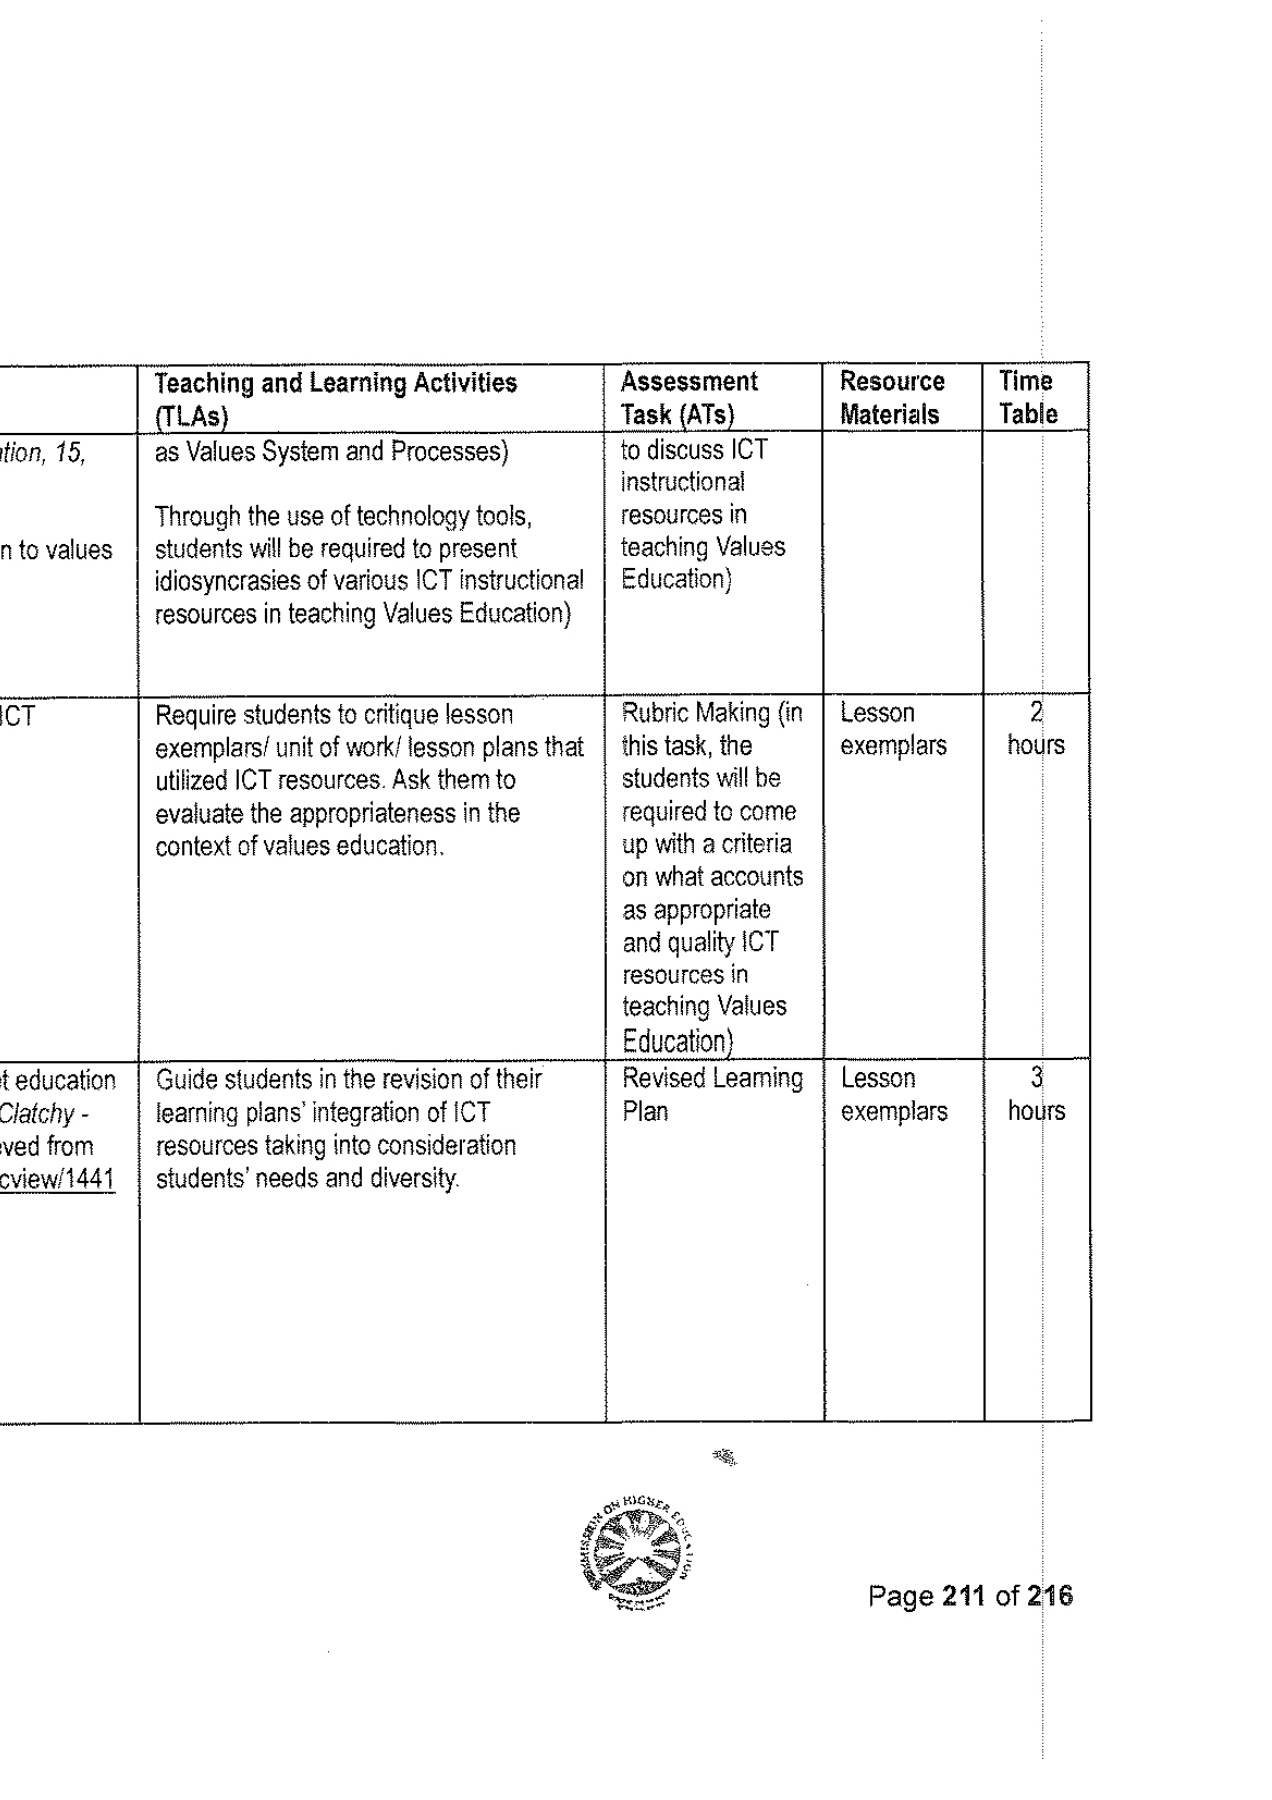 Teaching and Learning Activities
(TLAs)
Assessment
Task (ATs)
Resource
Materials
Time
Table
tion, 15,
n to values
as Values System and Processes)
Through the use of technology tools,
students will be required to present
idiosyncrasies of various ICT instructional
resources in teaching Values Education)
to discuss ICT
instructional
resources in
teaching Values
Education)
ICT
Require students to critique lesson
exemplars/ unit of work/ lesson plans that
utilized ICT resources. Ask them to
evaluate the appropriateness in the
context of values education.
Rubric Making (in
this task, the
students will be
required to come
up with a criteria
on what accounts
as appropriate
and quality ICT
resources in
teaching Values
Education)
Lesson
exemplars
2
hours
t education
Clatchy -
ved from
cview/1441
Guide students in the revision of their
learning plans' integration of ICT
resources taking into consideration
students' needs and diversity.
Revised Learning
Plan
Lesson
exemplars
3
hours
ON HIGHER EDUCATION
Page 211 of 216